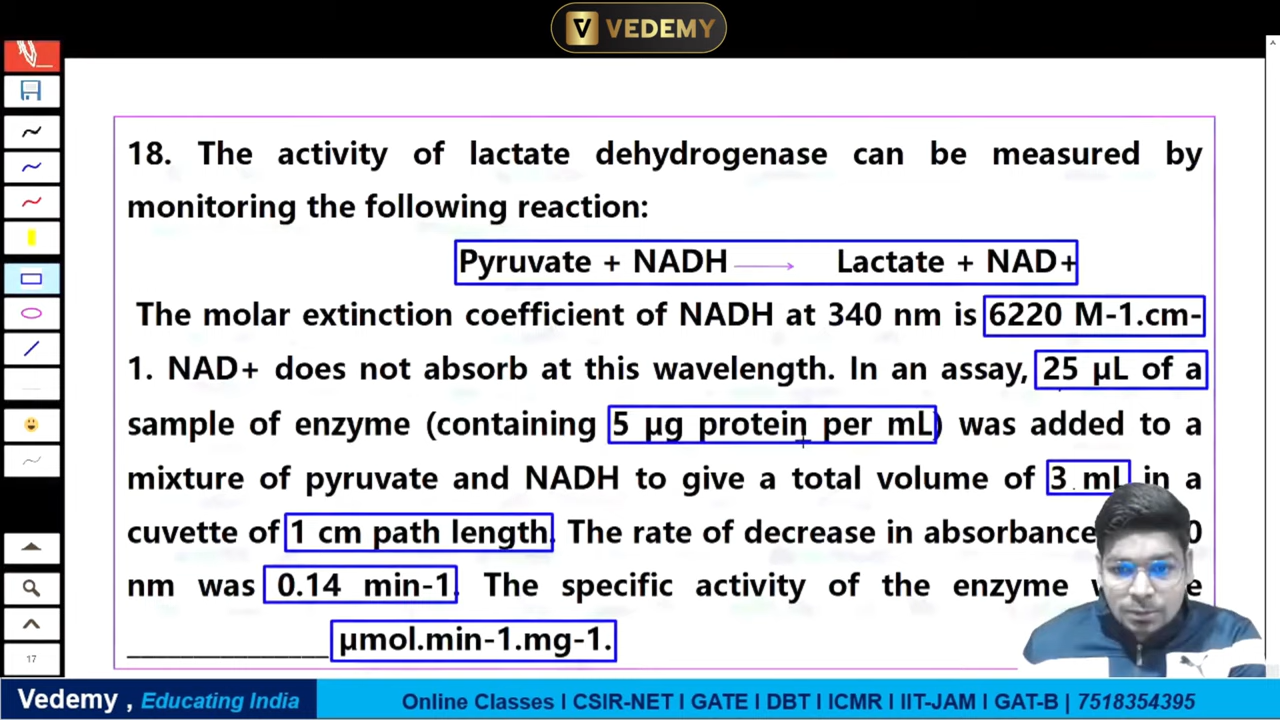 VEDEMY
18. The activity of lactate dehydrogenase can be measured by
monitoring the following reaction:
Pyruvate + NADH → Lactate + NAD+
The molar extinction coefficient of NADH at 340 nm is 6220 M-1.cm-
1. NAD+ does not absorb at this wavelength. In an assay, 25 µL of a
sample of enzyme (containing 5 µg protein per mL) was added to a
mixture of pyruvate and NADH to give a total volume of 3 mL in a
cuvette of 1 cm path length. The rate of decrease in absorbance
nm was 0.14 min-1. The specific activity of the enzyme
______________ µmol.min-1.mg-1.
17
Vedemy , Educating India
Online Classes I CSIR-NET I GATE I DBT I ICMR I IIT-JAM I GAT-B | 7518354395